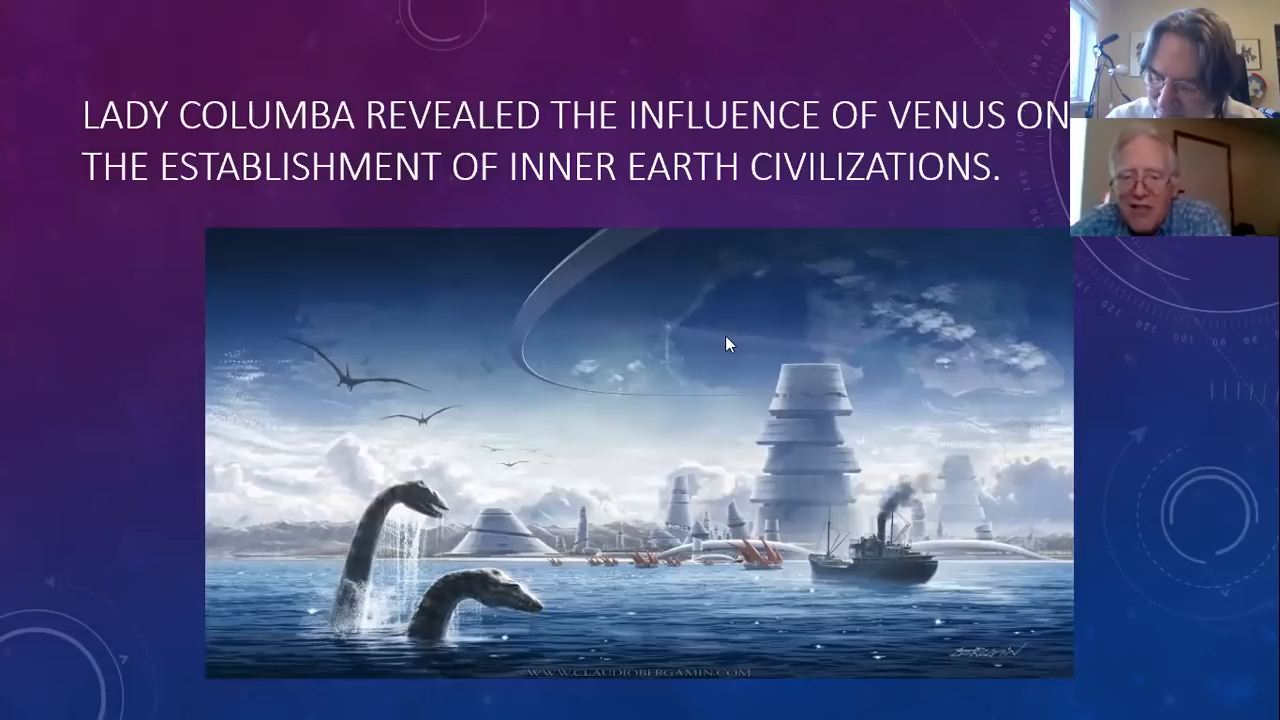 LADY COLUMBA REVEALED THE INFLUENCE OF VENUS ON
THE ESTABLISHMENT OF INNER EARTH CIVILIZATIONS.
WWW.CLAUDIOBERGAMIN.COM